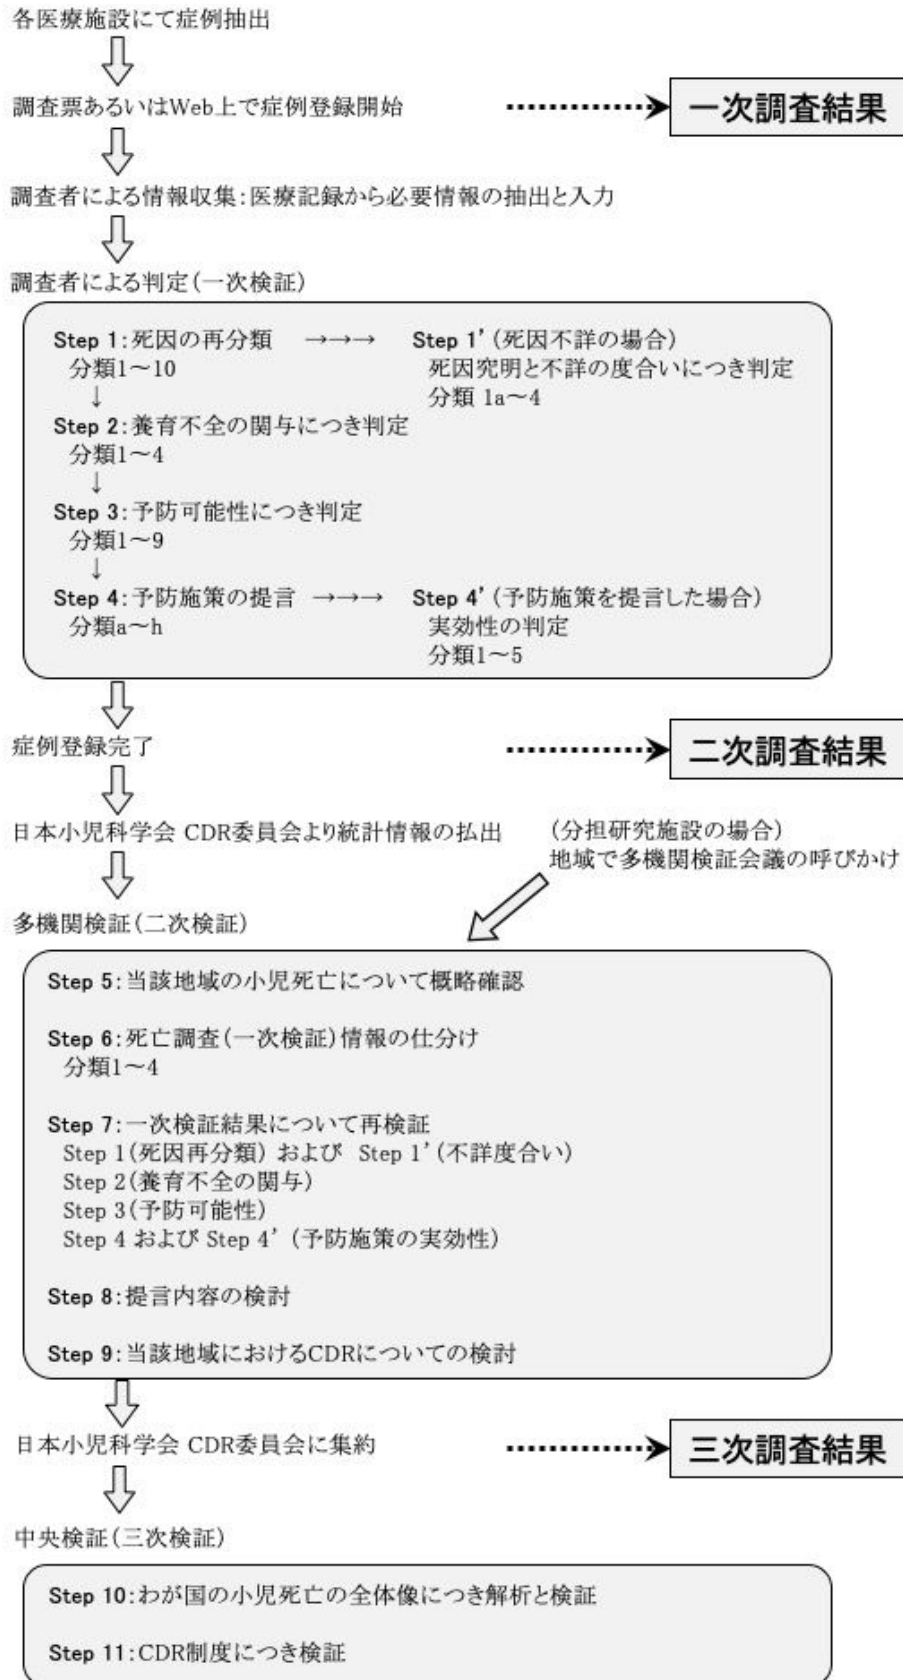 各医療施設にて症例抽出
調査票あるいはWeb上で症例登録開始
一次調査結果
調査者による情報収集:医療記録から必要情報の抽出と入力
調査者による判定(一次検証)
Step 1:死因の再分類 →→→ Step 1' (死因不詳の場合)
分類1～10 死因究明と不詳の度合いにつき判定
↓ 分類 1a～4
Step 2:養育不全の関与につき判定
分類1～4
↓
Step 3:予防可能性につき判定
分類1～9
↓
Step 4:予防施策の提言 →→→ Step 4' (予防施策を提言した場合)
分類a～h 実効性の判定
分類1～5
症例登録完了
二次調査結果
日本小児科学会 CDR委員会より統計情報の払出
(分担研究施設の場合)
地域で多機関検証会議の呼びかけ
多機関検証(二次検証)
Step 5:当該地域の小児死亡について概略確認
Step 6:死亡調査(一次検証)情報の仕分け
分類1～4
Step 7:一次検証結果について再検証
Step 1(死因再分類) および Step 1' (不詳度合い)
Step 2(養育不全の関与)
Step 3(予防可能性)
Step 4 および Step 4' (予防施策の実効性)
Step 8:提言内容の検討
Step 9:当該地域におけるCDRについての検討
日本小児科学会 CDR委員会に集約
三次調査結果
中央検証(三次検証)
Step 10:わが国の小児死亡の全体像につき解析と検証
Step 11:CDR制度につき検証